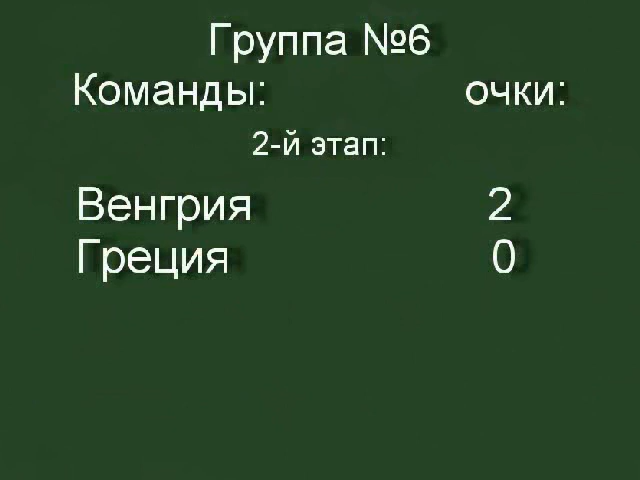 Группа №6
Команды: очки:
2-й этап:
Венгрия 2
Греция 0